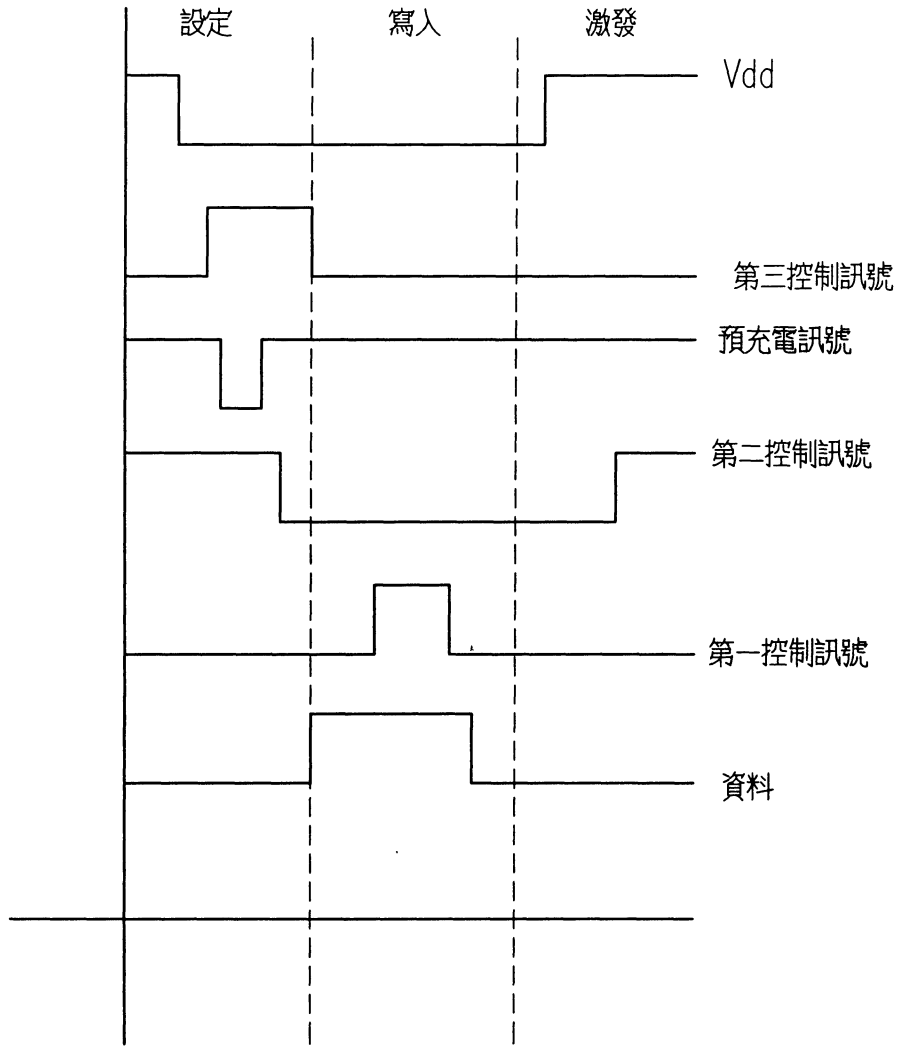 設定 寫入 激發
Vdd
第三控制訊號
預充電訊號
第二控制訊號
第一控制訊號
資料